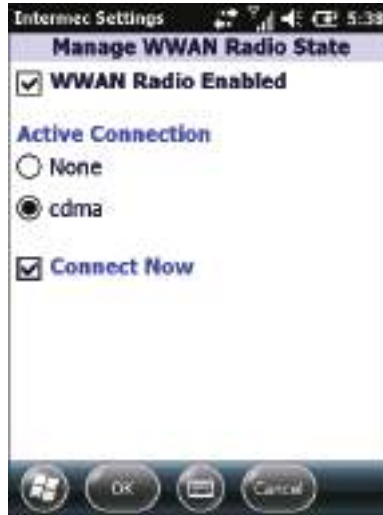 Intermec Settings 5:38
Manage WWAN Radio State
WWAN Radio Enabled
Active Connection
None
cdma
Connect Now
OK
Cancel